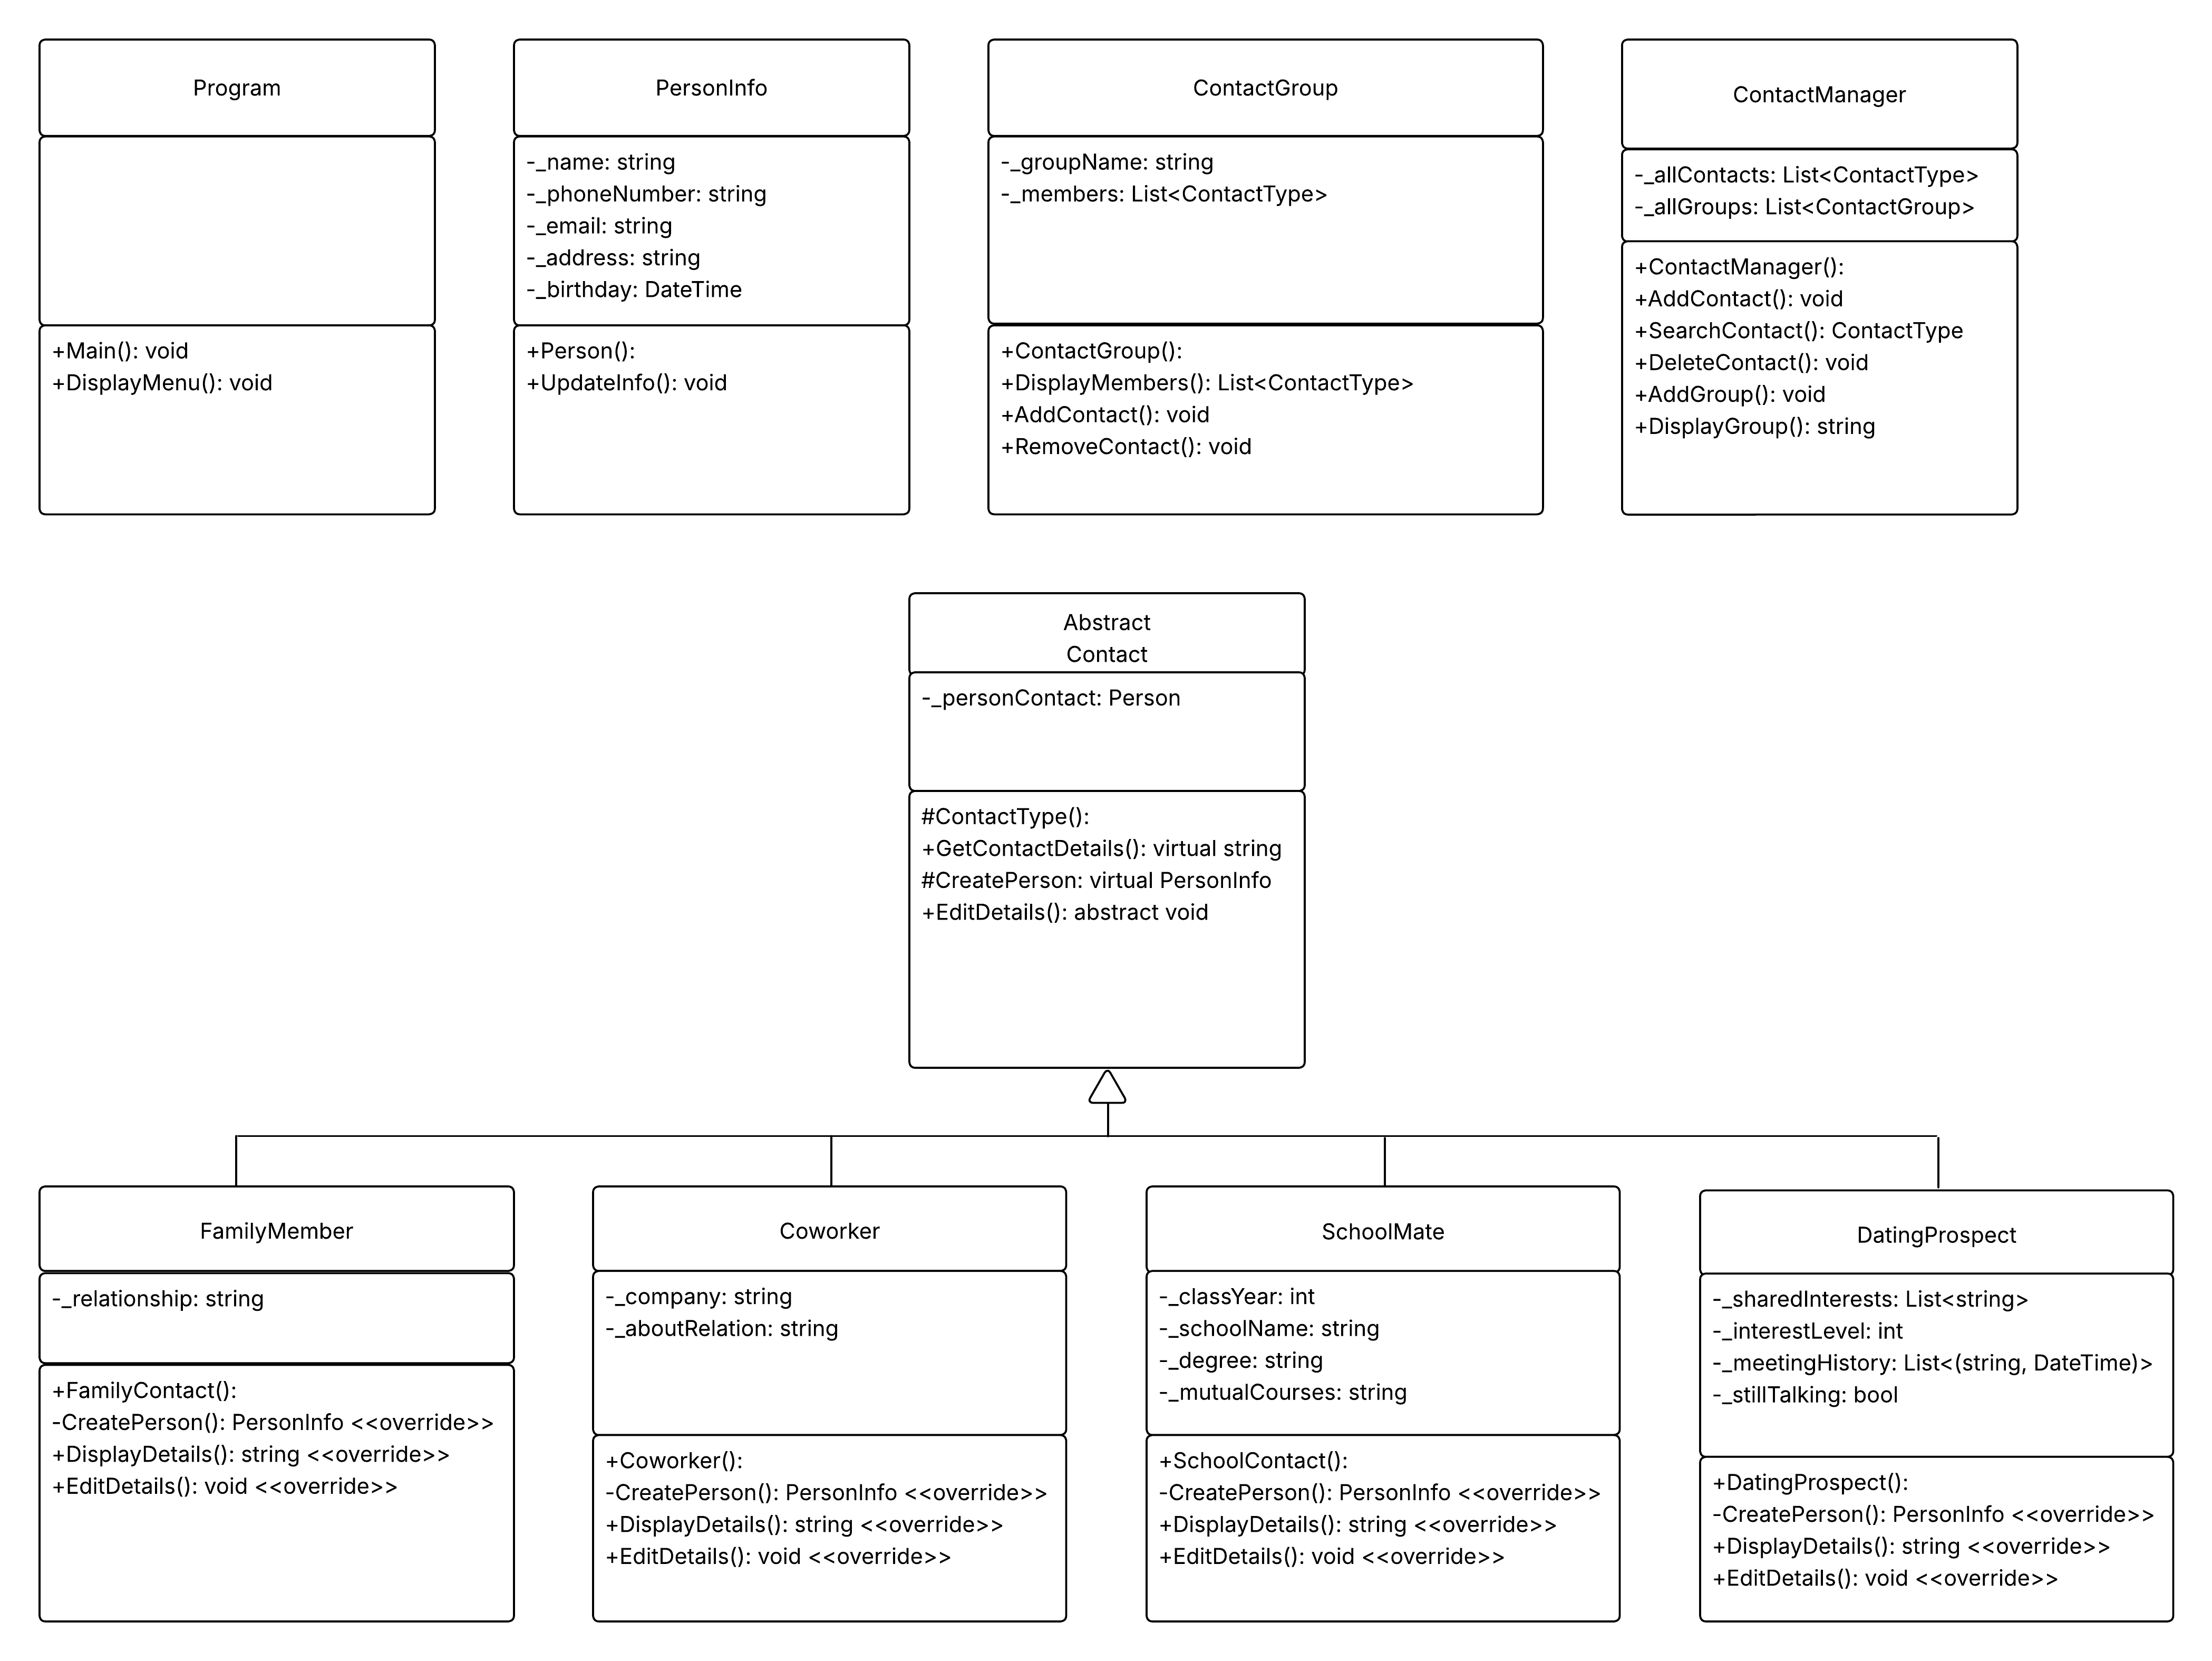 Program
+Main(): void
+DisplayMenu(): void
PersonInfo
-_name: string
-_phoneNumber: string
-_email: string
-_address: string
-_birthday: DateTime
+Person():
+UpdateInfo(): void
ContactGroup
-_groupName: string
-_members: List<ContactType>
+ContactGroup():
+DisplayMembers(): List<ContactType>
+AddContact(): void
+RemoveContact(): void
ContactManager
-_allContacts: List<ContactType>
-_allGroups: List<ContactGroup>
+ContactManager():
+AddContact(): void
+SearchContact(): ContactType
+DeleteContact(): void
+AddGroup(): void
+DisplayGroup(): string
Abstract
Contact
-_personContact: Person
#ContactType():
+GetContactDetails(): virtual string
#CreatePerson: virtual PersonInfo
+EditDetails(): abstract void
FamilyMember
-_relationship: string
+FamilyContact():
-CreatePerson(): PersonInfo <<override>>
+DisplayDetails(): string <<override>>
+EditDetails(): void <<override>>
Coworker
-_company: string
-_aboutRelation: string
+Coworker():
-CreatePerson(): PersonInfo <<override>>
+DisplayDetails(): string <<override>>
+EditDetails(): void <<override>>
SchoolMate
-_classYear: int
-_schoolName: string
-_degree: string
-_mutualCourses: string
+SchoolContact():
-CreatePerson(): PersonInfo <<override>>
+DisplayDetails(): string <<override>>
+EditDetails(): void <<override>>
DatingProspect
-_sharedInterests: List<string>
-_interestLevel: int
-_meetingHistory: List<(string, DateTime)>
-_stillTalking: bool
+DatingProspect():
-CreatePerson(): PersonInfo <<override>>
+DisplayDetails(): string <<override>>
+EditDetails(): void <<override>>